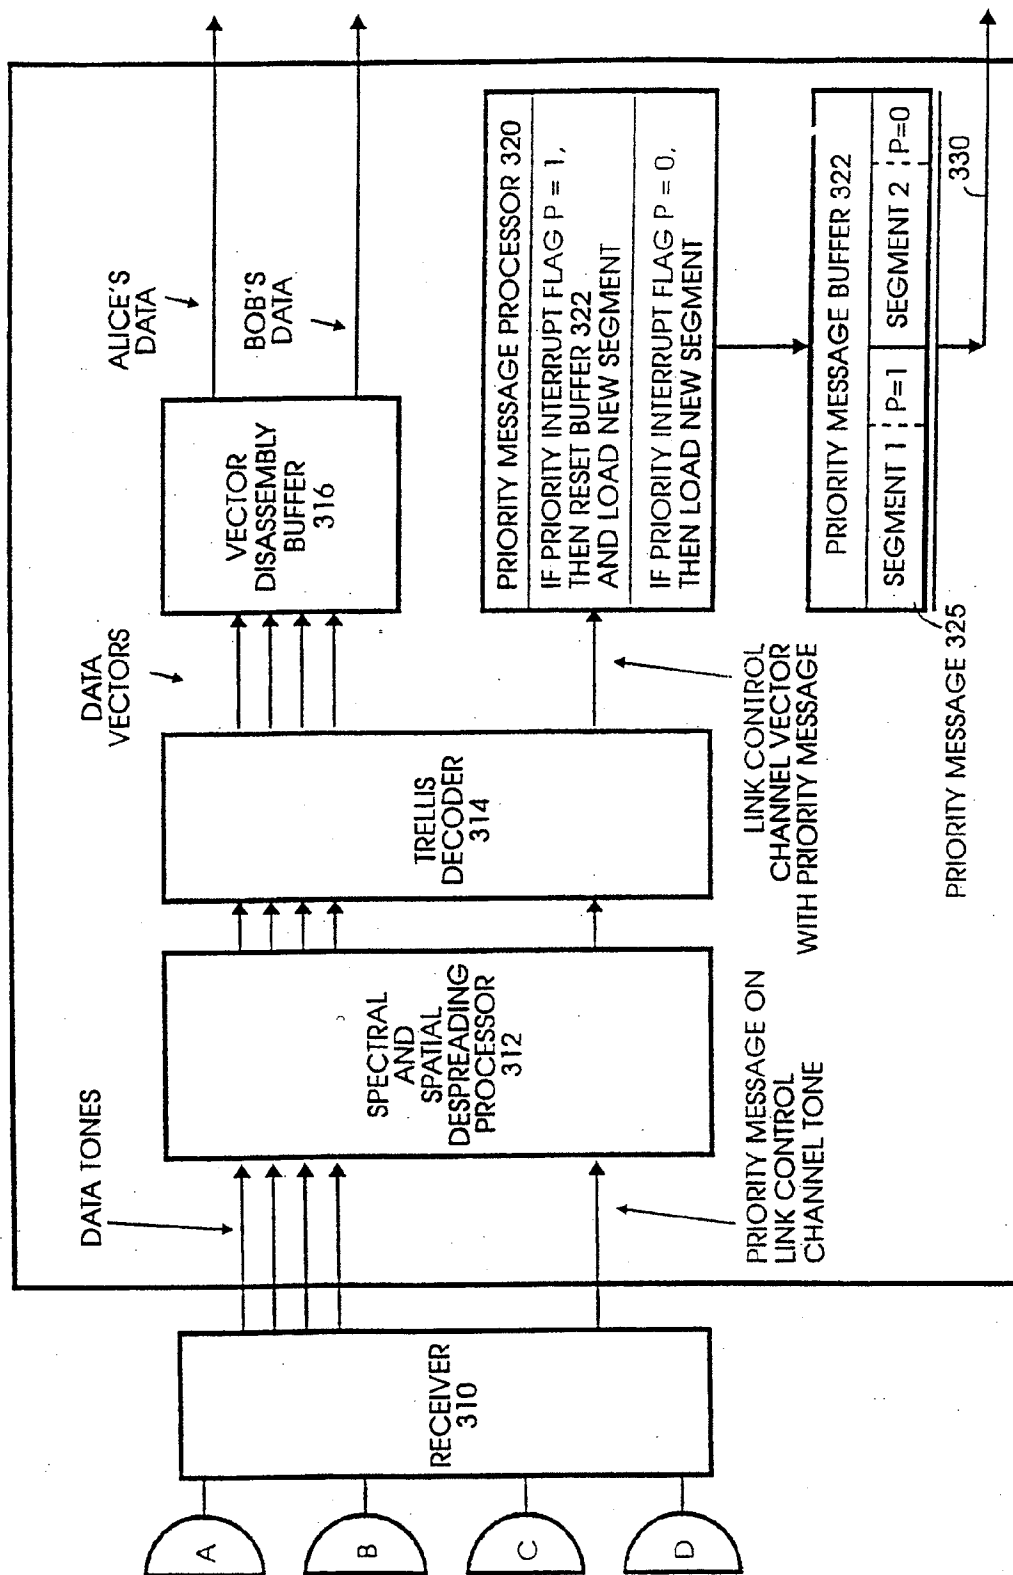 A
B
C
D
RECEIVER
310
DATA TONES
PRIORITY MESSAGE ON
LINK CONTROL
CHANNEL TONE
SPECTRAL
AND
SPATIAL
DESPREADING
PROCESSOR
312
TRELLIS
DECODER
314
DATA
VECTORS
LINK CONTROL
CHANNEL VECTOR
WITH PRIORITY MESSAGE
VECTOR
DISASSEMBLY
BUFFER
316
ALICE'S
DATA
BOB'S
DATA
PRIORITY MESSAGE PROCESSOR 320
IF PRIORITY INTERRUPT FLAG P = 1,
THEN RESET BUFFER 322
AND LOAD NEW SEGMENT
IF PRIORITY INTERRUPT FLAG P = 0,
THEN LOAD NEW SEGMENT
PRIORITY MESSAGE BUFFER 322
SEGMENT 1 P=1 SEGMENT 2 P=0
PRIORITY MESSAGE 325
330